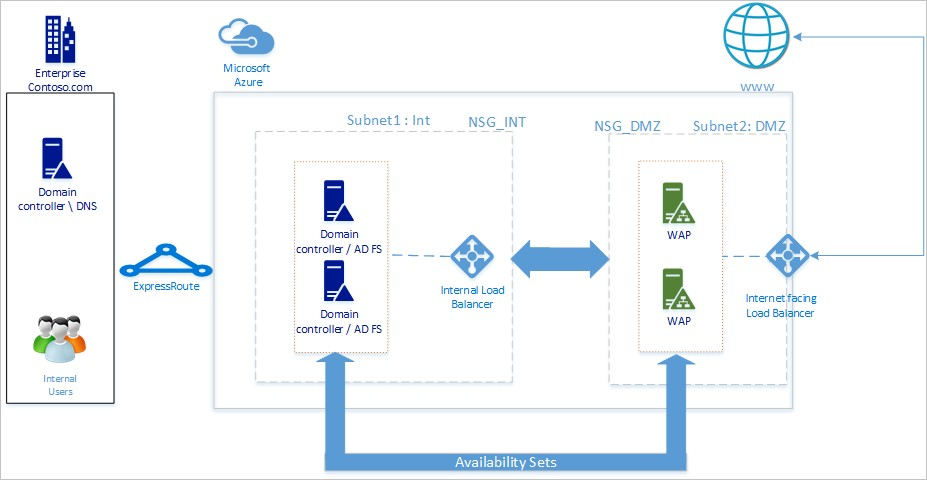 Enterprise
Contoso.com
Microsoft
Azure
www
Subnet1 : Int
NSG_INT
NSG_DMZ
Subnet2: DMZ
Domain
controller \ DNS
Domain
controller / AD FS
WAP
ExpressRoute
Internal Load
Balancer
Internet facing
Load Balancer
Domain
controller / AD FS
WAP
Internal
Users
Availability Sets